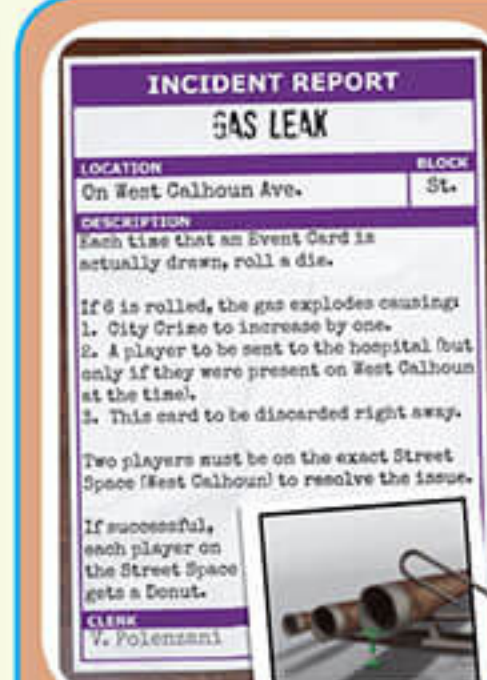 INCIDENT REPORT
GAS LEAK
LOCATION
BLOCK
On West Calhoun Ave.
St.
DESCRIPTION
Each time that an Event Card is
actually drawn, roll a die.
If 6 is rolled, the gas explodes causing:
1. City Crime to increase by one.
2. A player to be sent to the hospital (but
only if they were present on West Calhoun
at the time).
3. This card to be discarded right away.
Two players must be on the exact Street
Space (West Calhoun) to resolve the issue.
If successful,
each player on
the Street Space
gets a Donut.
CLERK
V. Polenzani